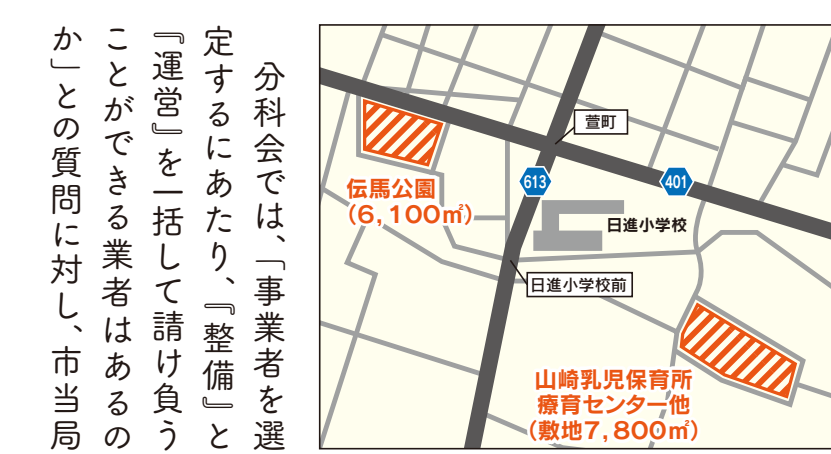 分科会では、「事業者を選
定するにあたり、『整備』と
『運営』を一括して請け負う
ことができる業者はあるの
か」との質問に対し、市当局
萱町
613
401
伝馬公園
（6,100㎡）
日進小学校
日進小学校前
山崎乳児保育所
療育センター他
（敷地7,800㎡）